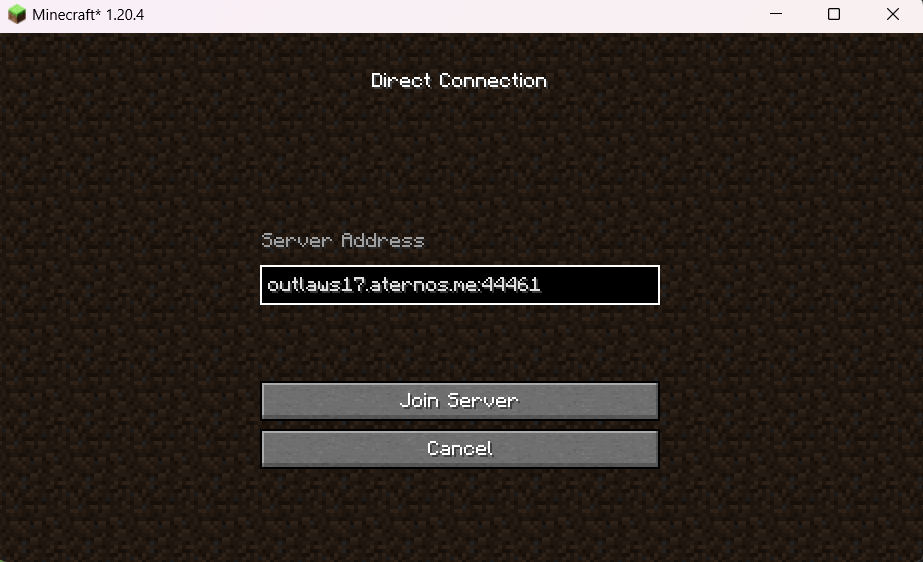 Minecraft* 1.20.4
Direct Connection
Server Address
outlaws17.aternos.me:44461
Join Server
Cancel